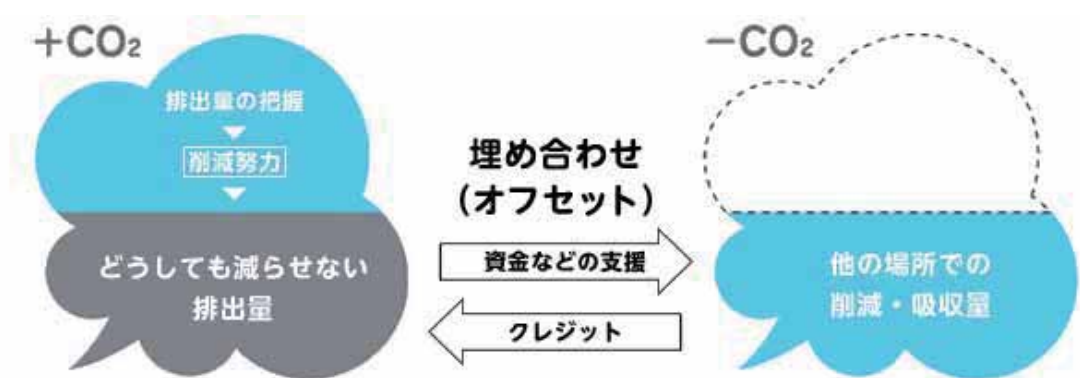 +CO₂
排出量の把握
削減努力
どうしても減らせない
排出量
埋め合わせ
(オフセット)
資金などの支援
クレジット
−CO₂
他の場所での
削減・吸収量